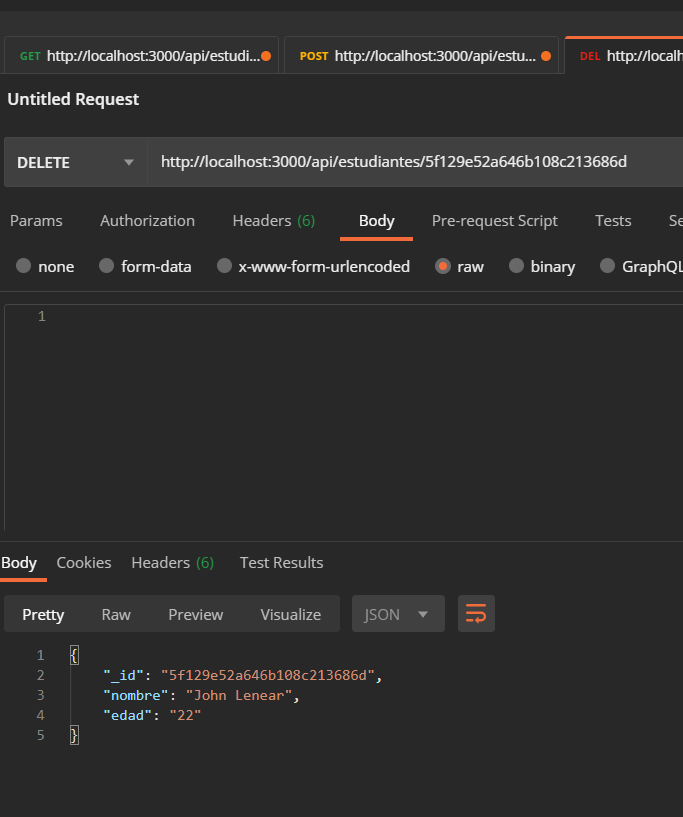 GET http://localhost:3000/api/estudi... POST http://localhost:3000/api/estu... DEL http://localh
Untitled Request
DELETE http://localhost:3000/api/estudiantes/5f129e52a646b108c213686d
Params Authorization Headers (6) Body Pre-request Script Tests Se
none form-data x-www-form-urlencoded raw binary GraphQL
1
Body Cookies Headers (6) Test Results
Pretty Raw Preview Visualize JSON
1 {
2 "_id": "5f129e52a646b108c213686d",
3 "nombre": "John Lenear",
4 "edad": "22"
5 }